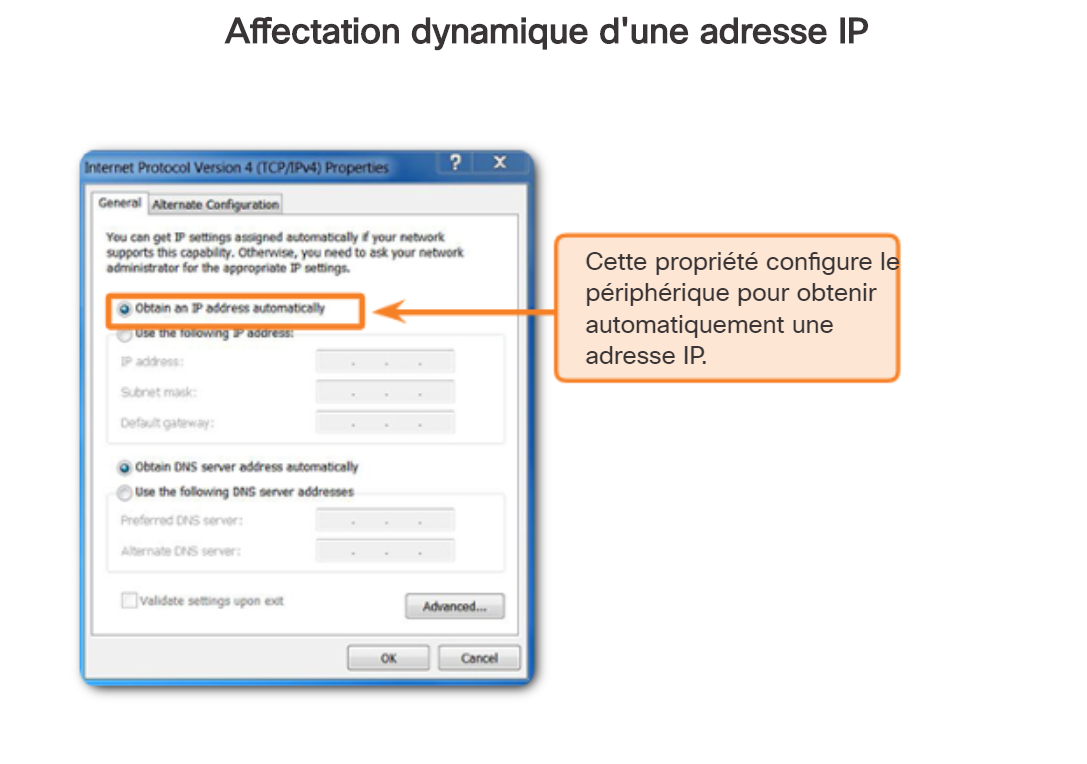 Affectation dynamique d'une adresse IP
Internet Protocol Version 4 (TCP/IPv4) Properties
? X
General Alternate Configuration
You can get IP settings assigned automatically if your network
supports this capability. Otherwise, you need to ask your network
administrator for the appropriate IP settings.
Obtain an IP address automatically
Use the following IP address:
IP address:
Subnet mask:
Default gateway:
Obtain DNS server address automatically
Use the following DNS server addresses
Preferred DNS server:
Alternate DNS server:
Validate settings upon exit
Advanced...
OK Cancel
Cette propriété configure le
périphérique pour obtenir
automatiquement une
adresse IP.